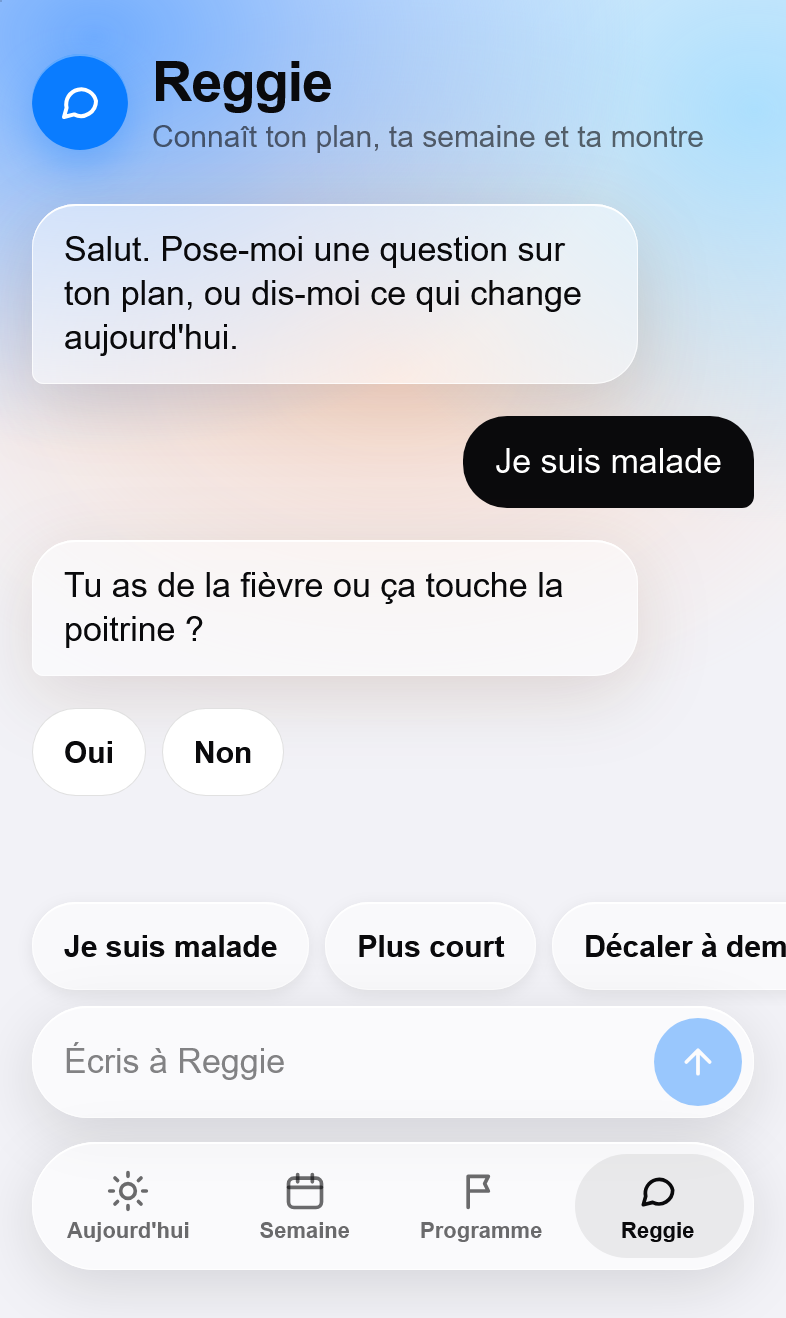 Reggie
Connaît ton plan, ta semaine et ta montre
Salut. Pose-moi une question sur
ton plan, ou dis-moi ce qui change
aujourd'hui.
Je suis malade
Tu as de la fièvre ou ça touche la
poitrine ?
Oui
Non
Je suis malade
Plus court
Décaler à dem
Écris à Reggie
Aujourd'hui
Semaine
Programme
Reggie